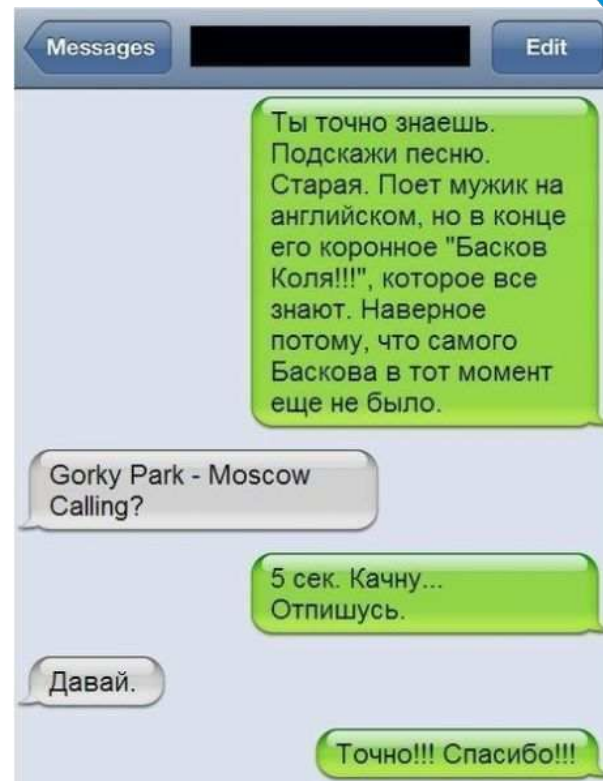 Messages
Edit
Ты точно знаешь.
Подскажи песню.
Старая. Поет мужик на
английском, но в конце
его коронное "Басков
Коля!!!", которое все
знают. Наверное
потому, что самого
Баскова в тот момент
еще не было.
Gorky Park - Moscow
Calling?
5 сек. Качну...
Отпишусь.
Давай.
Точно!!! Спасибо!!!